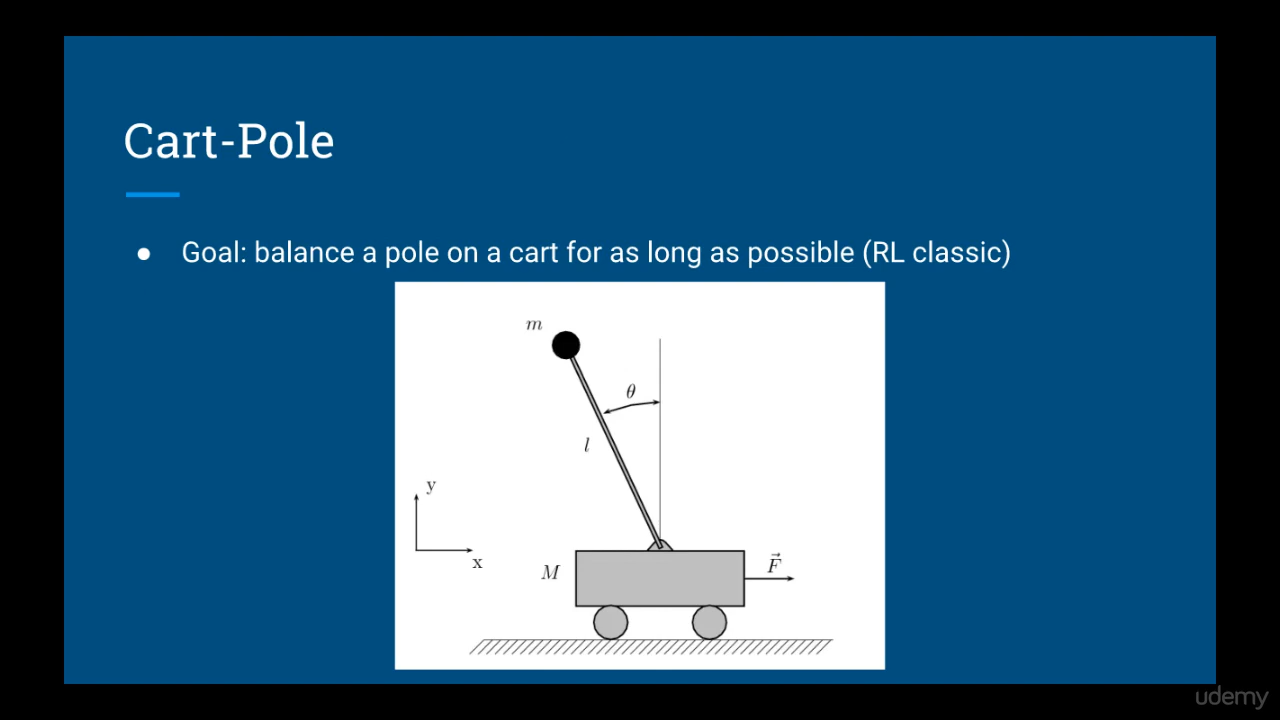 Cart-Pole
● Goal: balance a pole on a cart for as long as possible (RL classic)
m
θ
l
y
x
M
F⃗
udemy